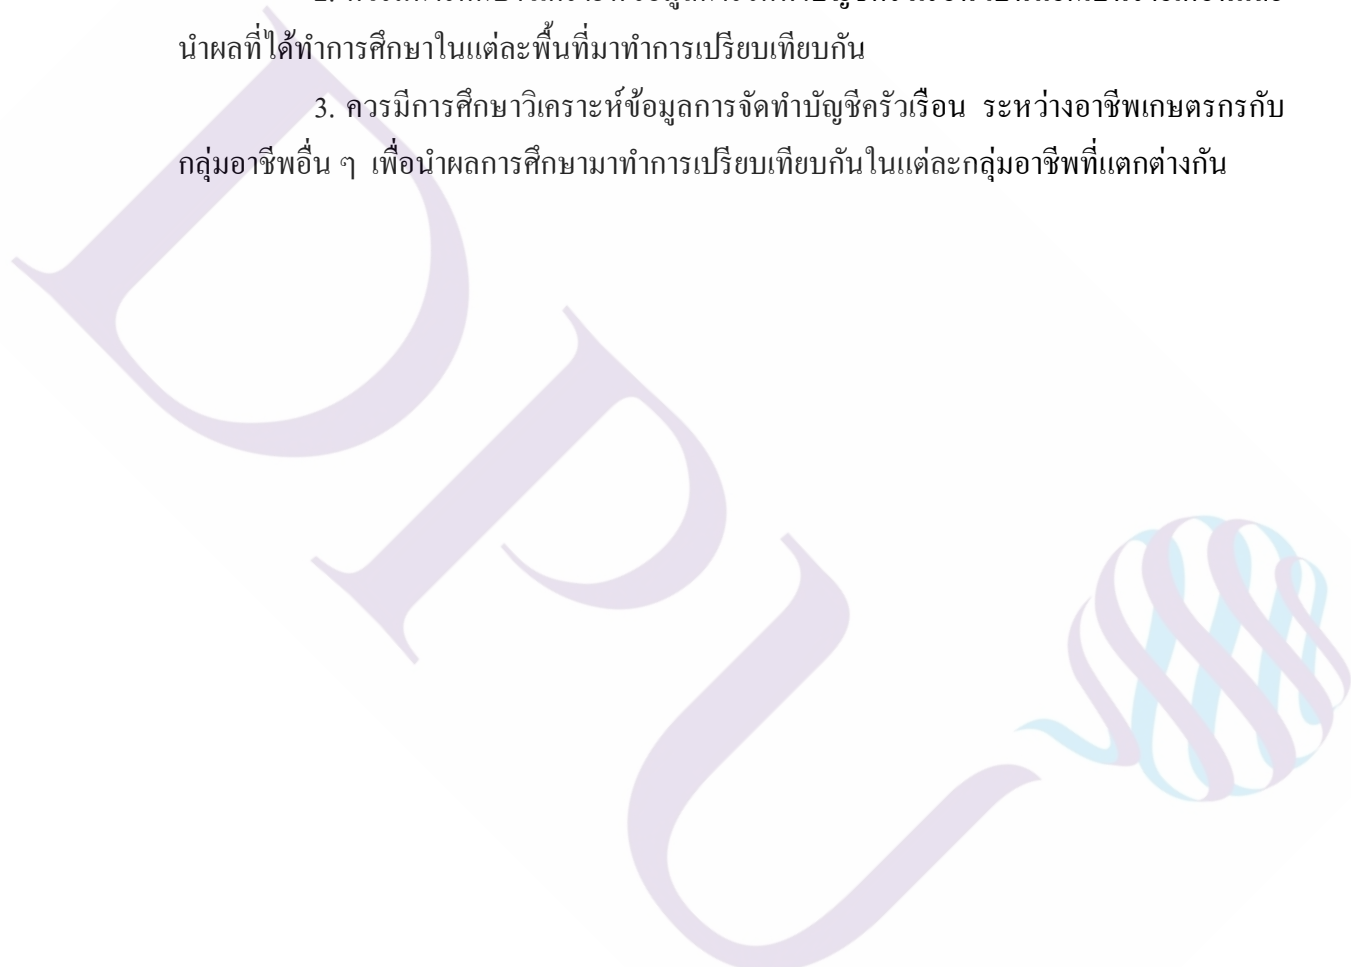 นำผลที่ได้ทำการศึกษาในแต่ละพื้นที่มาทำการเปรียบเทียบกัน
3. ควรมีการศึกษาวิเคราะห์ข้อมูลการจัดทำบัญชีครัวเรือน ระหว่างอาชีพเกษตรกรกับ
กลุ่มอาชีพอื่น ๆ เพื่อนำผลการศึกษามาทำการเปรียบเทียบกันในแต่ละกลุ่มอาชีพที่แตกต่างกัน
DPU